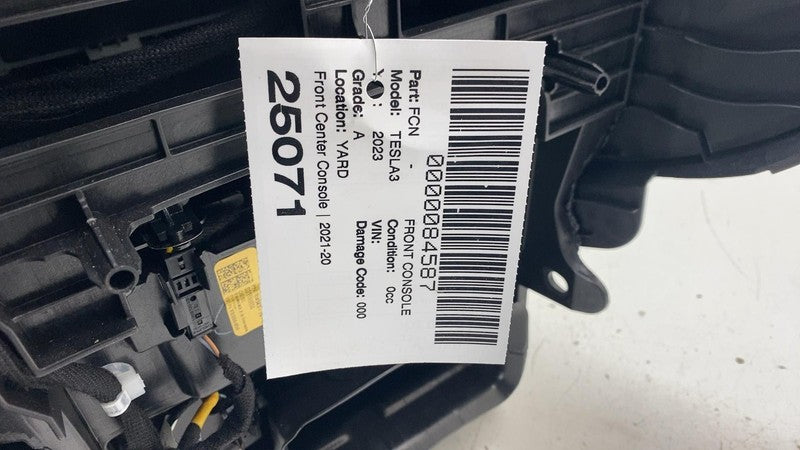 0000084587
Part: FCN - FRONT CONSOLE
Model: TESLA3 Condition: 0cc
: 2023 VIN:
Grade: A Damage Code: 000
Location: YARD
Front Center Console | 2021-20
25071